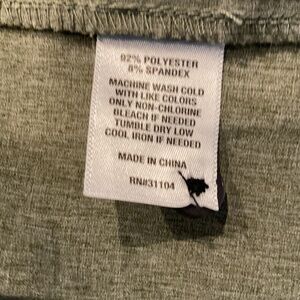 92% POLYESTER
8% SPANDEX
MACHINE WASH COLD
WITH LIKE COLORS
ONLY NON-CHLORINE
BLEACH IF NEEDED
TUMBLE DRY LOW
COOL IRON IF NEEDED
MADE IN CHINA
RN#31104